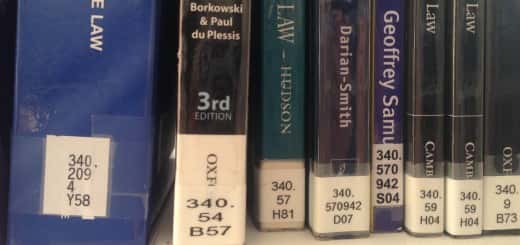 E LAW
340.
209
4
Y58
Borkowski & Paul
du Plessis
3rd
EDITION
OXF
340.
54
B57
LAW – HUDSON
340.
57
H81
Darian-Smith
340.
570942
D07
Geoffrey Samu
340.
570
942
S04
LAW
CAMB
340.
59
H04
LAW
CAMB
340.
59
H04
OX
340.
9
B73